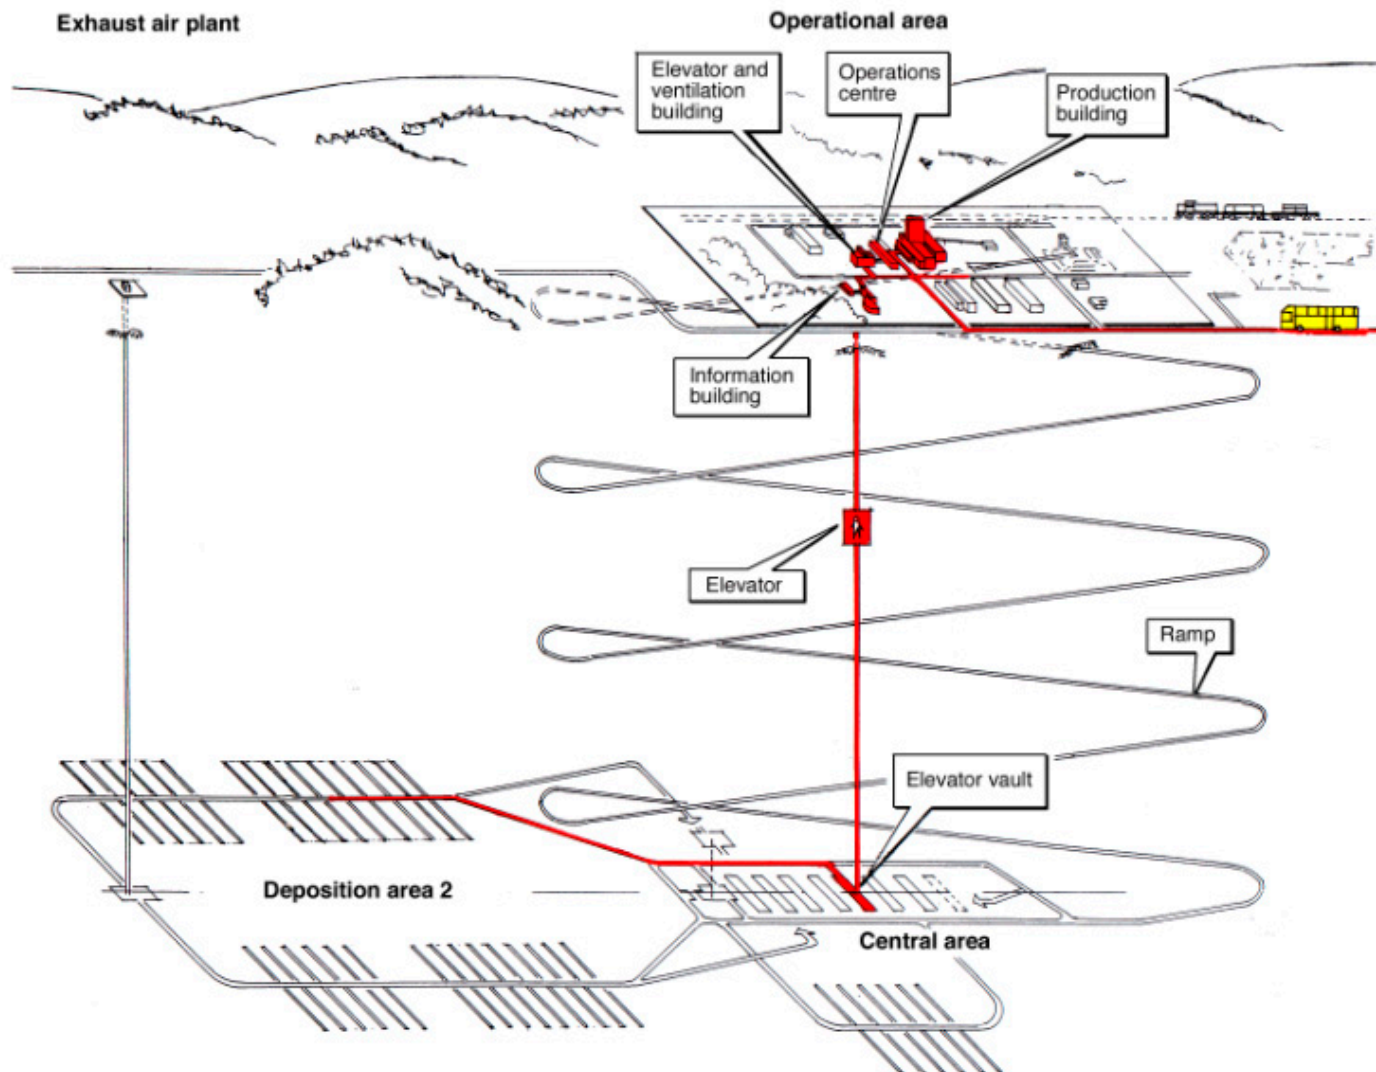 Exhaust air plant
Operational area
Elevator and
ventilation
building
Operations
centre
Production
building
Information
building
Elevator
Ramp
Elevator vault
Deposition area 2
Central area